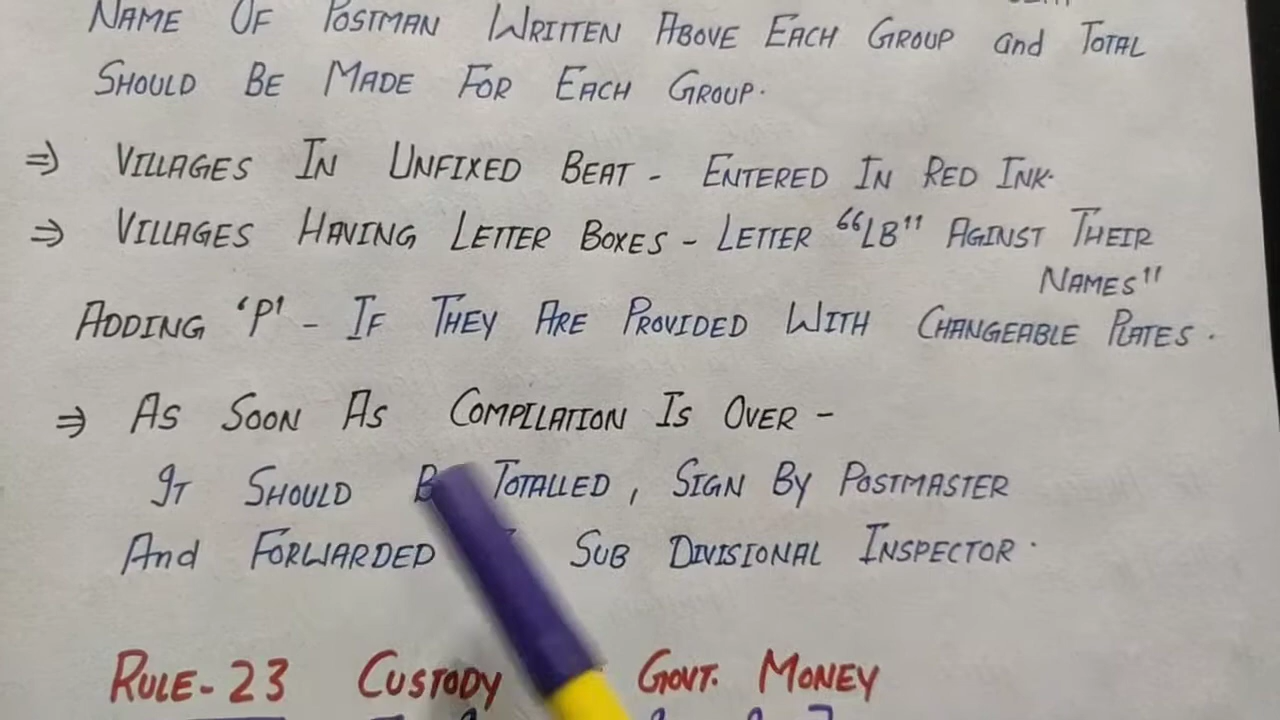 NAME OF POSTMAN WRITTEN ABOVE EACH GROUP and TOTAL
SHOULD BE MADE FOR EACH GROUP.
⇒ VILLAGES IN UNFIXED BEAT - ENTERED IN RED INK.
⇒ VILLAGES HAVING LETTER BOXES - LETTER "LB" AGINST THEIR
NAMES"
ADDING 'P' - IF THEY ARE PROVIDED WITH CHANGEABLE PLATES.
⇒ AS SOON AS COMPILATION IS OVER -
IT SHOULD TOTALLED, SIGN BY POSTMASTER
And FORWARDED SUB DIVISIONAL INSPECTOR.
RULE-23 CUSTODY GOVT. MONEY